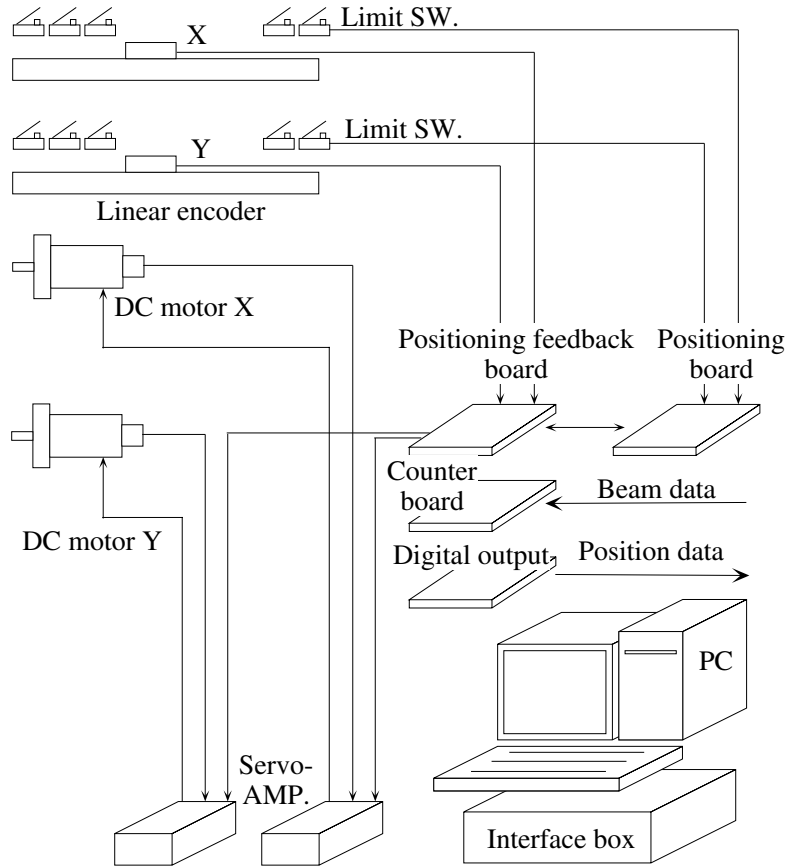 X
Limit SW.
Y
Limit SW.
Linear encoder
DC motor X
Positioning feedback
board
Positioning
board
Counter
board
Beam data
DC motor Y
Digital output
Position data
PC
Servo-
AMP.
Interface box